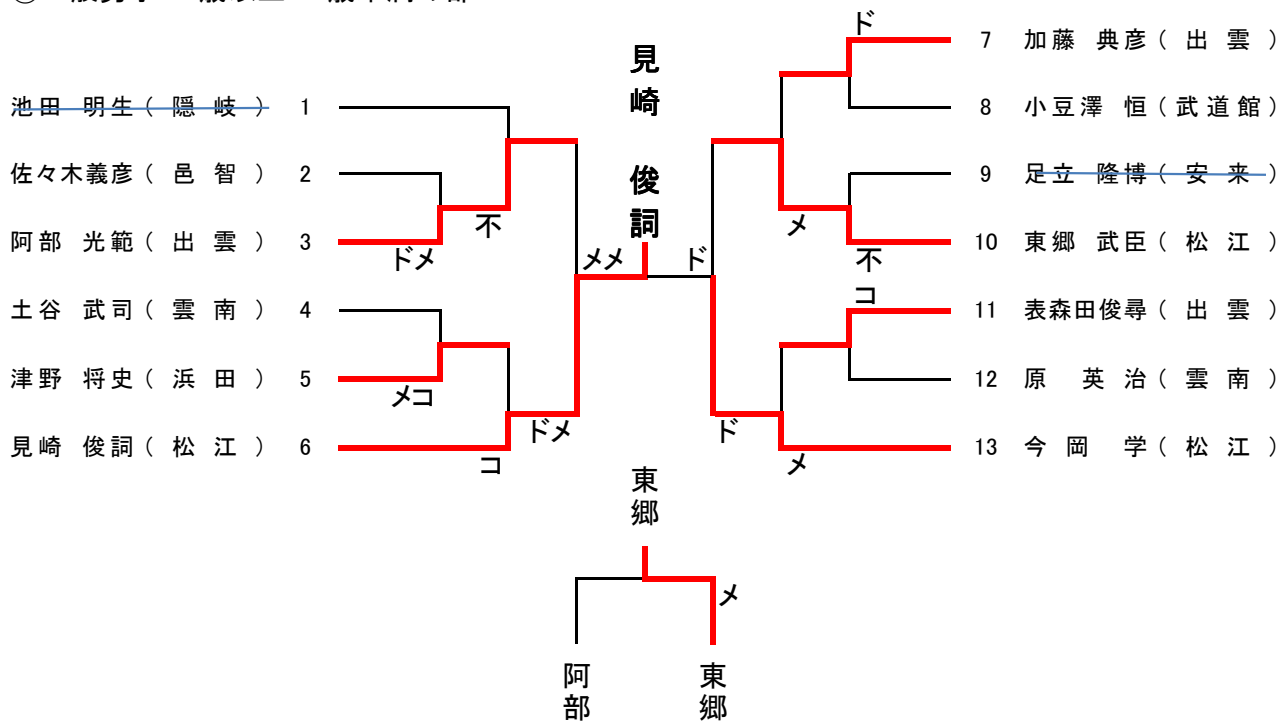 見崎 俊詞
池田 明生（ 隠 岐 ） 1
佐々木義彦（ 邑 智 ） 2
阿部 光範（ 出 雲 ） 3
土谷 武司（ 雲 南 ） 4
津野 将史（ 浜 田 ） 5
見崎 俊詞（ 松 江 ） 6
不
ドメ
メコ
コ
ドメ
メメ
ド
7 加藤 典彦（ 出 雲 ）
8 小豆澤 恒（ 武道館 ）
9 足立 隆博（ 安 来 ）
10 東郷 武臣（ 松 江 ）
11 表森田俊尋（ 出 雲 ）
12 原 英治（ 雲 南 ）
13 今岡 学（ 松 江 ）
ド
メ
不
コ
ド
メ
東郷
メ
阿部
東郷